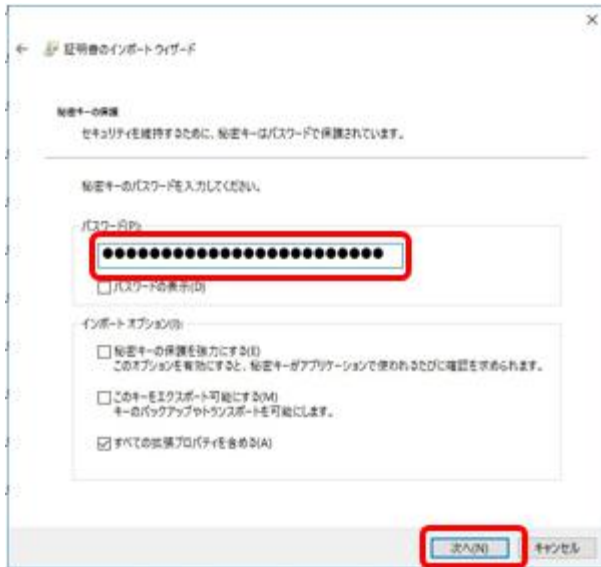 証明書のインポート ウィザード
秘密キーの保護
セキュリティを維持するために、秘密キーはパスワードで保護されています。
秘密キーのパスワードを入力してください。
パスワード(P):
●●●●●●●●●●●●●●●●●●●●●●●●
パスワードの表示(D)
インポート オプション(I):
秘密キーの保護を強力にする(E)
このオプションを有効にすると、秘密キーがアプリケーションで使われるたびに確認を求められます。
このキーをエクスポート可能にする(M)
キーのバックアップやトランスポートを可能にします。
すべての拡張プロパティを含める(A)
次へ(N)
キャンセル